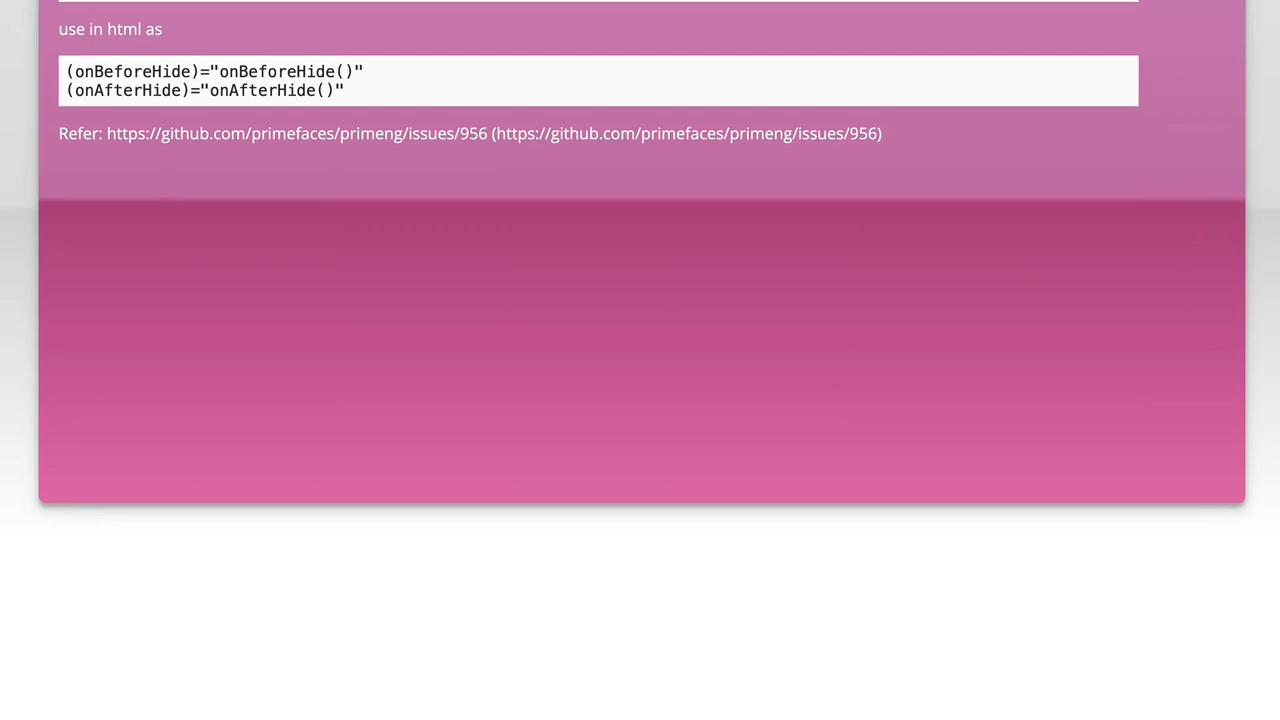 use in html as
(onBeforeHide)="onBeforeHide()"
(onAfterHide)="onAfterHide()"
Refer: https://github.com/primefaces/primeng/issues/956 (https://github.com/primefaces/primeng/issues/956)